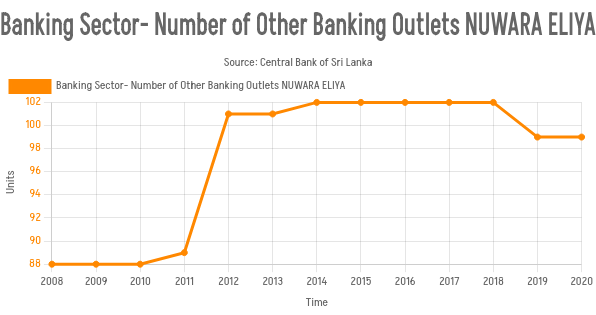 Banking Sector- Number of Other Banking Outlets NUWARA ELIYA
Source: Central Bank of Sri Lanka
Banking Sector- Number of Other Banking Outlets NUWARA ELIYA
102
100
98
96
94
92
90
88
Units
2008 2009 2010 2011 2012 2013 2014 2015 2016 2017 2018 2019 2020
Time